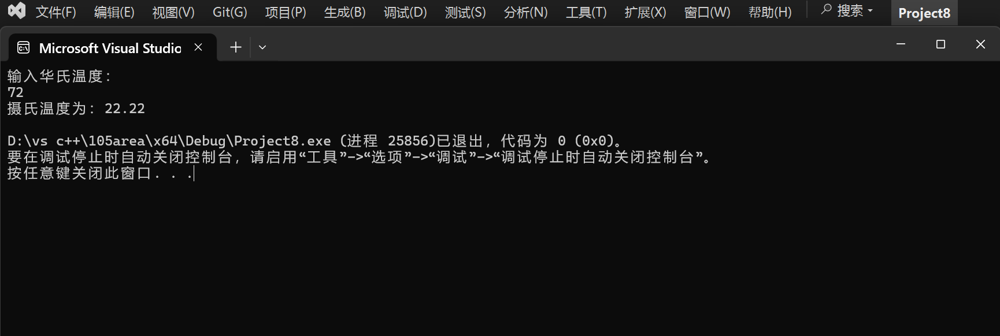 文件(F) 编辑(E) 视图(V) Git(G) 项目(P) 生成(B) 调试(D) 测试(S) 分析(N) 工具(T) 扩展(X) 窗口(W) 帮助(H) 搜索 Project8
Microsoft Visual Studio
输入华氏温度：
72
摄氏温度为：22.22
D:\vs c++\105area\x64\Debug\Project8.exe (进程 25856)已退出，代码为 0 (0x0)。
要在调试停止时自动关闭控制台，请启用“工具”->“选项”->“调试”->“调试停止时自动关闭控制台”。
按任意键关闭此窗口. . .